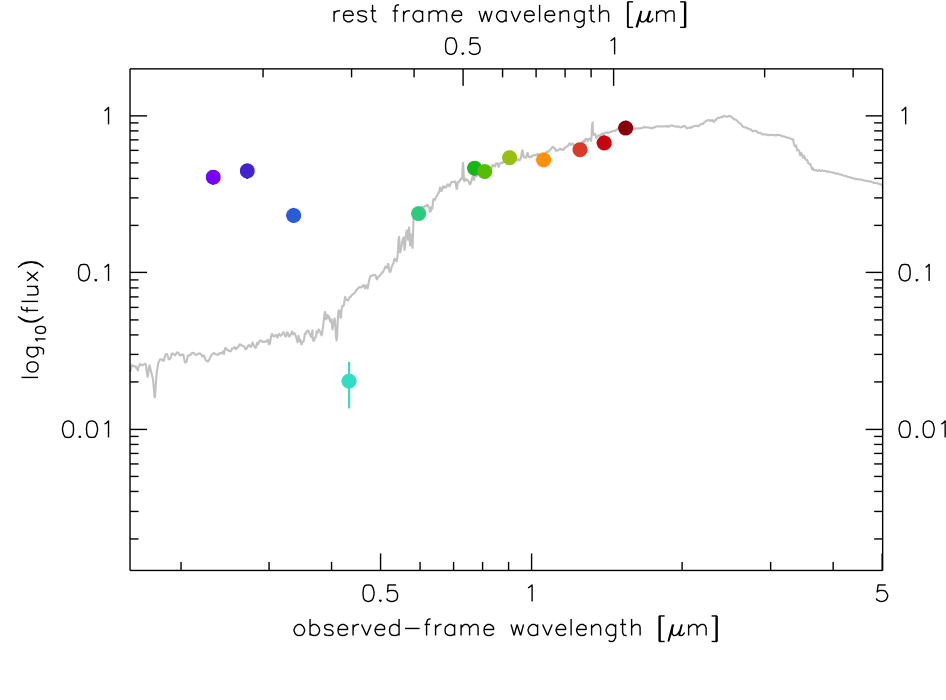 rest frame wavelength [μm]
0.5 1
1 1
0.1 0.1
log10(flux)
0.01 0.01
0.5 1 5
observed-frame wavelength [μm]